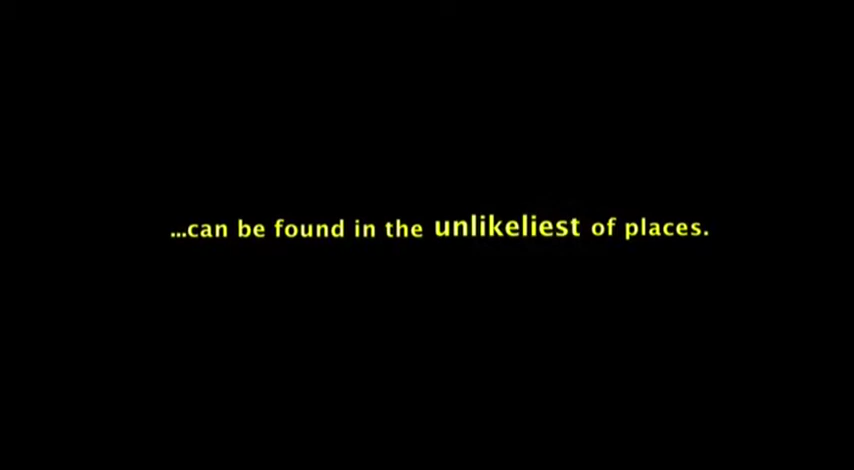 ...can be found in the unlikeliest of places.